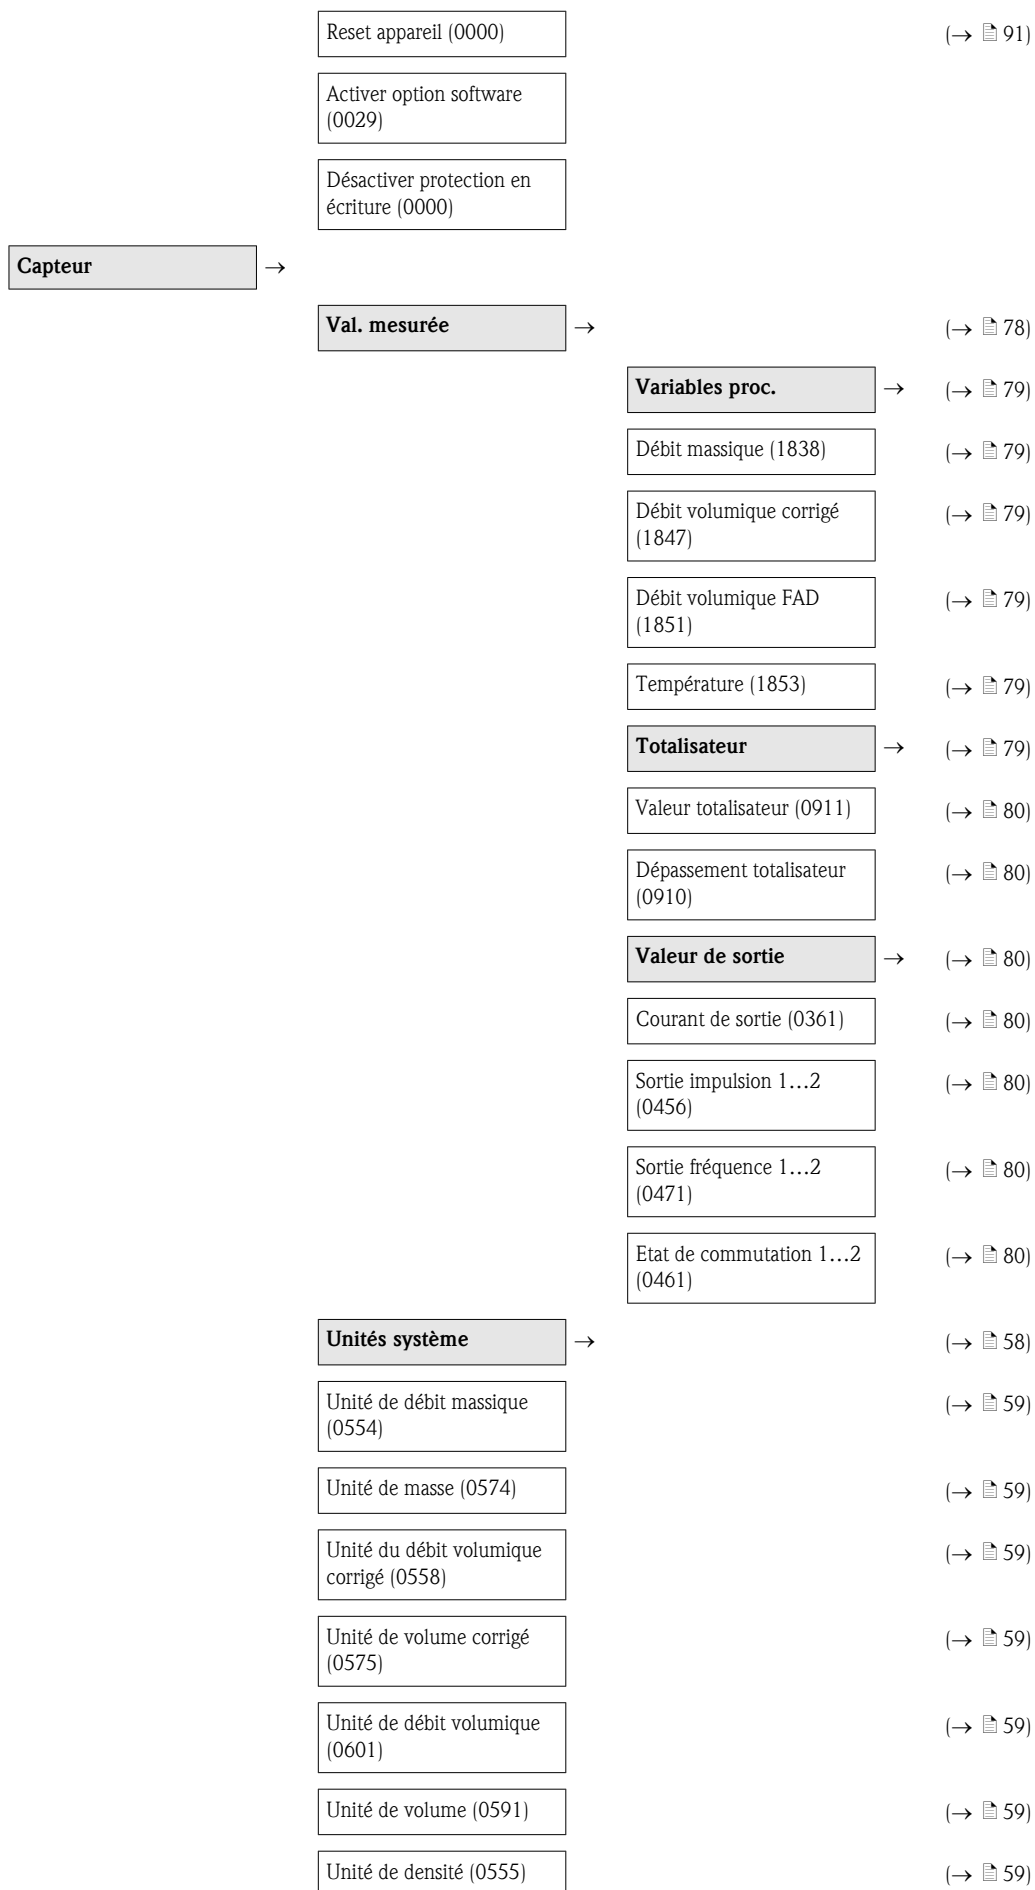 Reset appareil (0000) (→ 91)
Activer option software
(0029)
Désactiver protection en
écriture (0000)
Capteur →
Val. mesurée → (→ 78)
Variables proc. → (→ 79)
Débit massique (1838) (→ 79)
Débit volumique corrigé (→ 79)
(1847)
Débit volumique FAD (→ 79)
(1851)
Température (1853) (→ 79)
Totalisateur → (→ 79)
Valeur totalisateur (0911) (→ 80)
Dépassement totalisateur (→ 80)
(0910)
Valeur de sortie → (→ 80)
Courant de sortie (0361) (→ 80)
Sortie impulsion 1...2 (→ 80)
(0456)
Sortie fréquence 1...2 (→ 80)
(0471)
Etat de commutation 1...2 (→ 80)
(0461)
Unités système → (→ 58)
Unité de débit massique (→ 59)
(0554)
Unité de masse (0574) (→ 59)
Unité du débit volumique (→ 59)
corrigé (0558)
Unité de volume corrigé (→ 59)
(0575)
Unité de débit volumique (→ 59)
(0601)
Unité de volume (0591) (→ 59)
Unité de densité (0555) (→ 59)